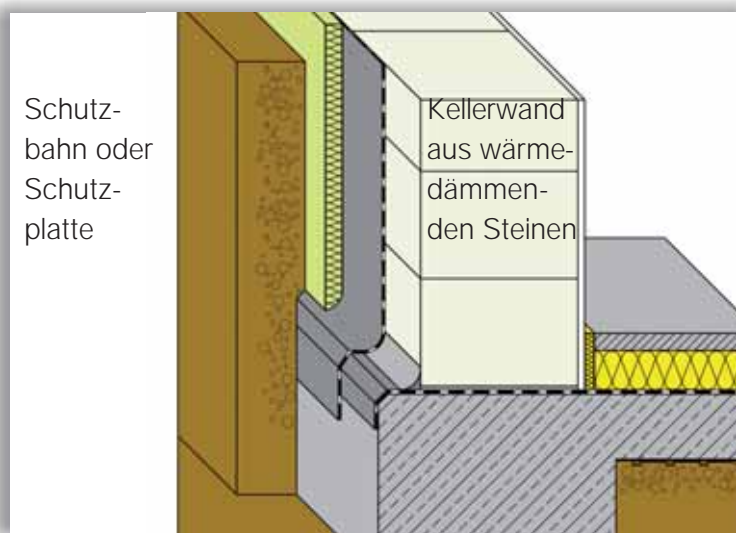 Schutz-
bahn oder
Schutz-
platte
Kellerwand
aus wärme-
dämmen-
den Steinen